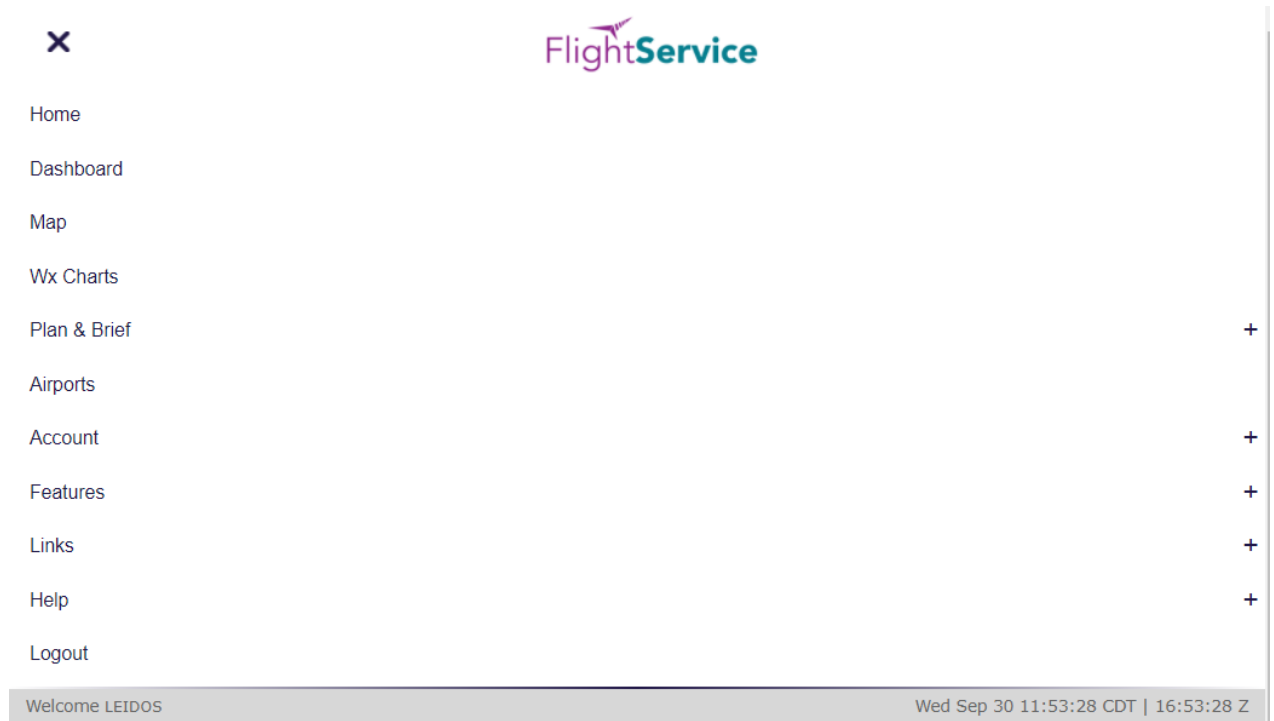 FlightService
Home
Dashboard
Map
Wx Charts
Plan & Brief +
Airports
Account +
Features +
Links +
Help +
Logout
Welcome LEIDOS Wed Sep 30 11:53:28 CDT | 16:53:28 Z